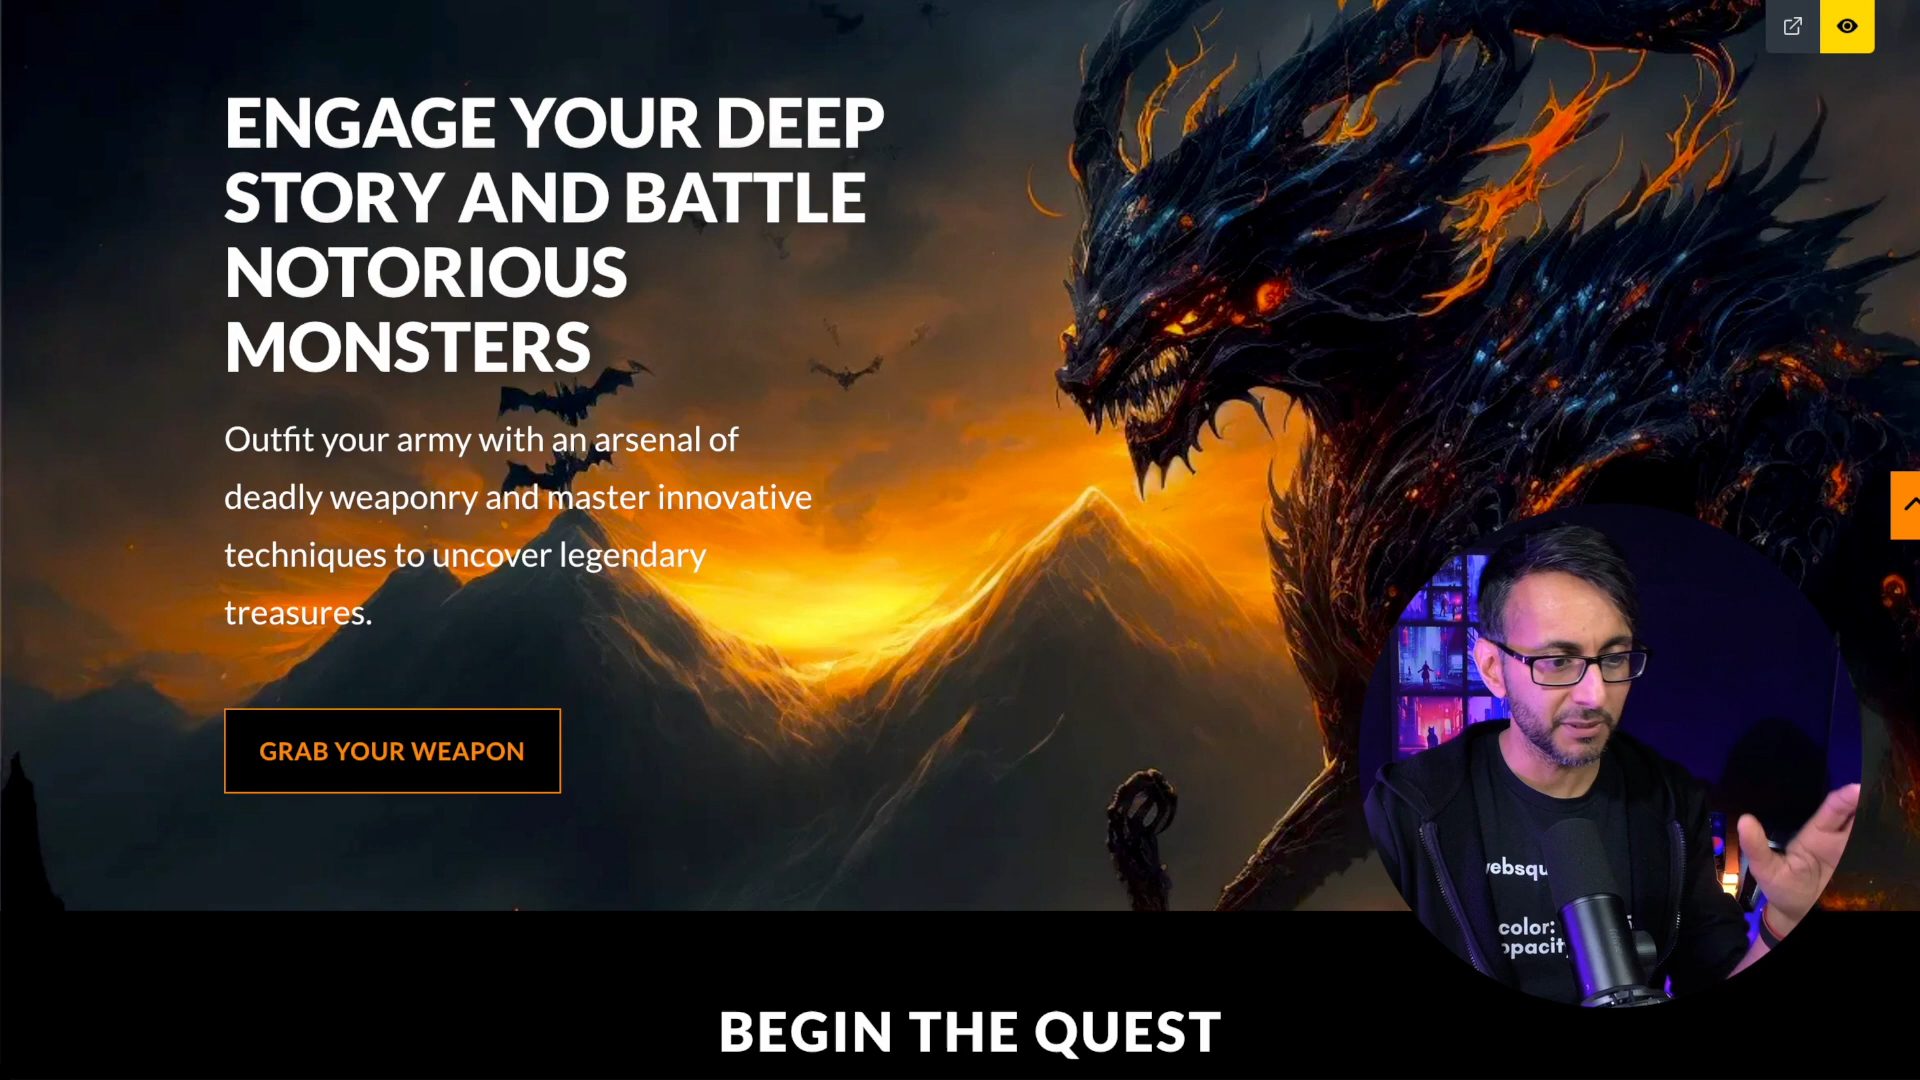 ENGAGE YOUR DEEP
STORY AND BATTLE
NOTORIOUS
MONSTERS
Outfit your army with an arsenal of
deadly weaponry and master innovative
techniques to uncover legendary
treasures.
GRAB YOUR WEAPON
color:
BEGIN THE QUEST